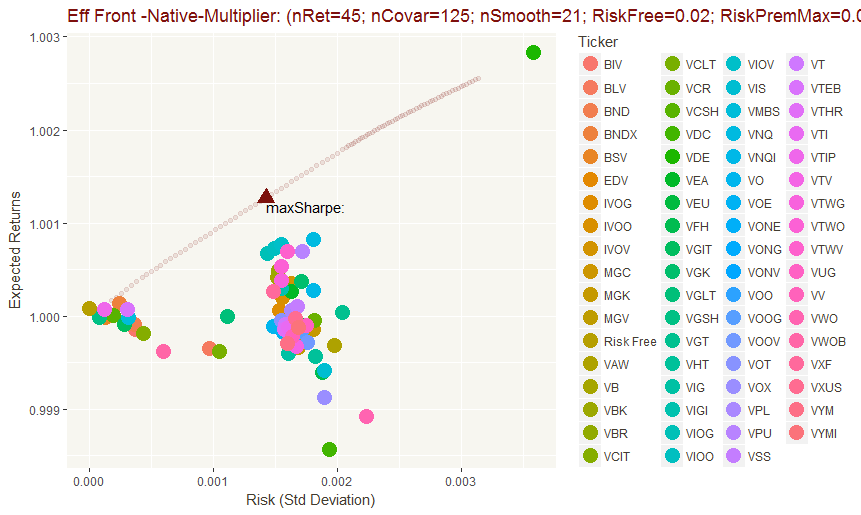 Eff Front -Native-Multiplier: (nRet=45; nCovar=125; nSmooth=21; RiskFree=0.02; RiskPremMax=0.0
Ticker
1.003
1.002
1.001
1.000
0.999
Expected Returns
maxSharpe:
0.000 0.001 0.002 0.003
Risk (Std Deviation)
BIV VCLT VIOV VT
BLV VCR VIS VTEB
BND VCSH VMBS VTHR
BNDX VDC VNQ VTI
BSV VDE VNQI VTIP
EDV VEA VO VTV
IVOG VEU VOE VTWG
IVOO VFH VONE VTWO
IVOV VGIT VONG VTWV
MGC VGK VONV VUG
MGK VGLT VOO VV
MGV VGSH VOOG VWO
Risk Free VGT VOOV VWOB
VAW VHT VOT VXF
VB VIG VOX VXUS
VBK VIGI VPL VYM
VBR VIOG VPU VYMI
VCIT VIOO VSS